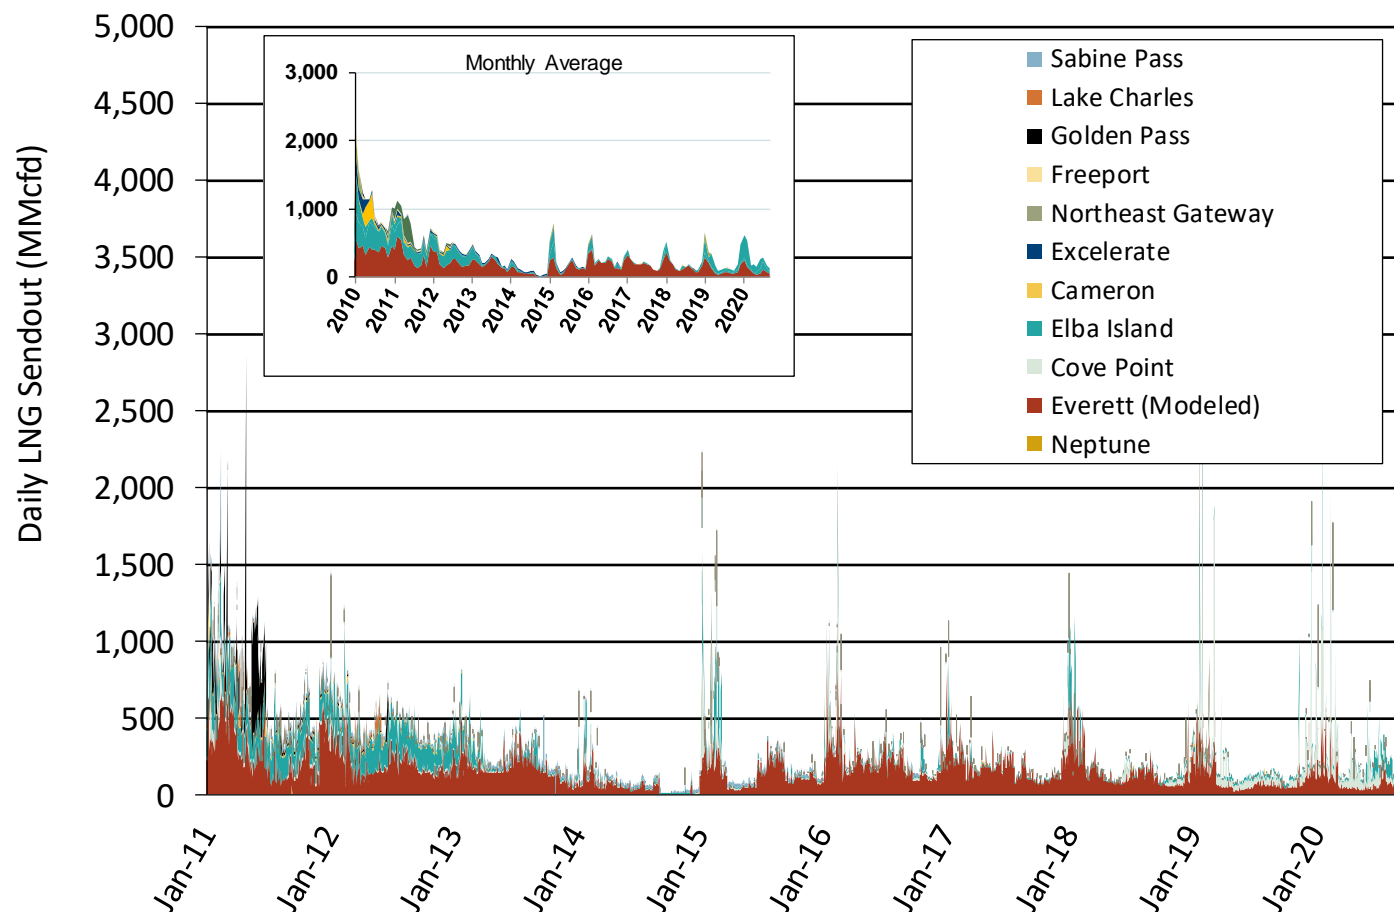 5,000
4,500
4,000
3,500
3,000
2,500
2,000
1,500
1,000
500
0
Daily LNG Sendout (MMcfd)
Monthly Average
3,000
2,000
1,000
0
2010 2011 2012 2013 2014 2015 2016 2017 2018 2019 2020
Sabine Pass
Lake Charles
Golden Pass
Freeport
Northeast Gateway
Excelerate
Cameron
Elba Island
Cove Point
Everett (Modeled)
Neptune
Jan-11 Jan-12 Jan-13 Jan-14 Jan-15 Jan-16 Jan-17 Jan-18 Jan-19 Jan-20